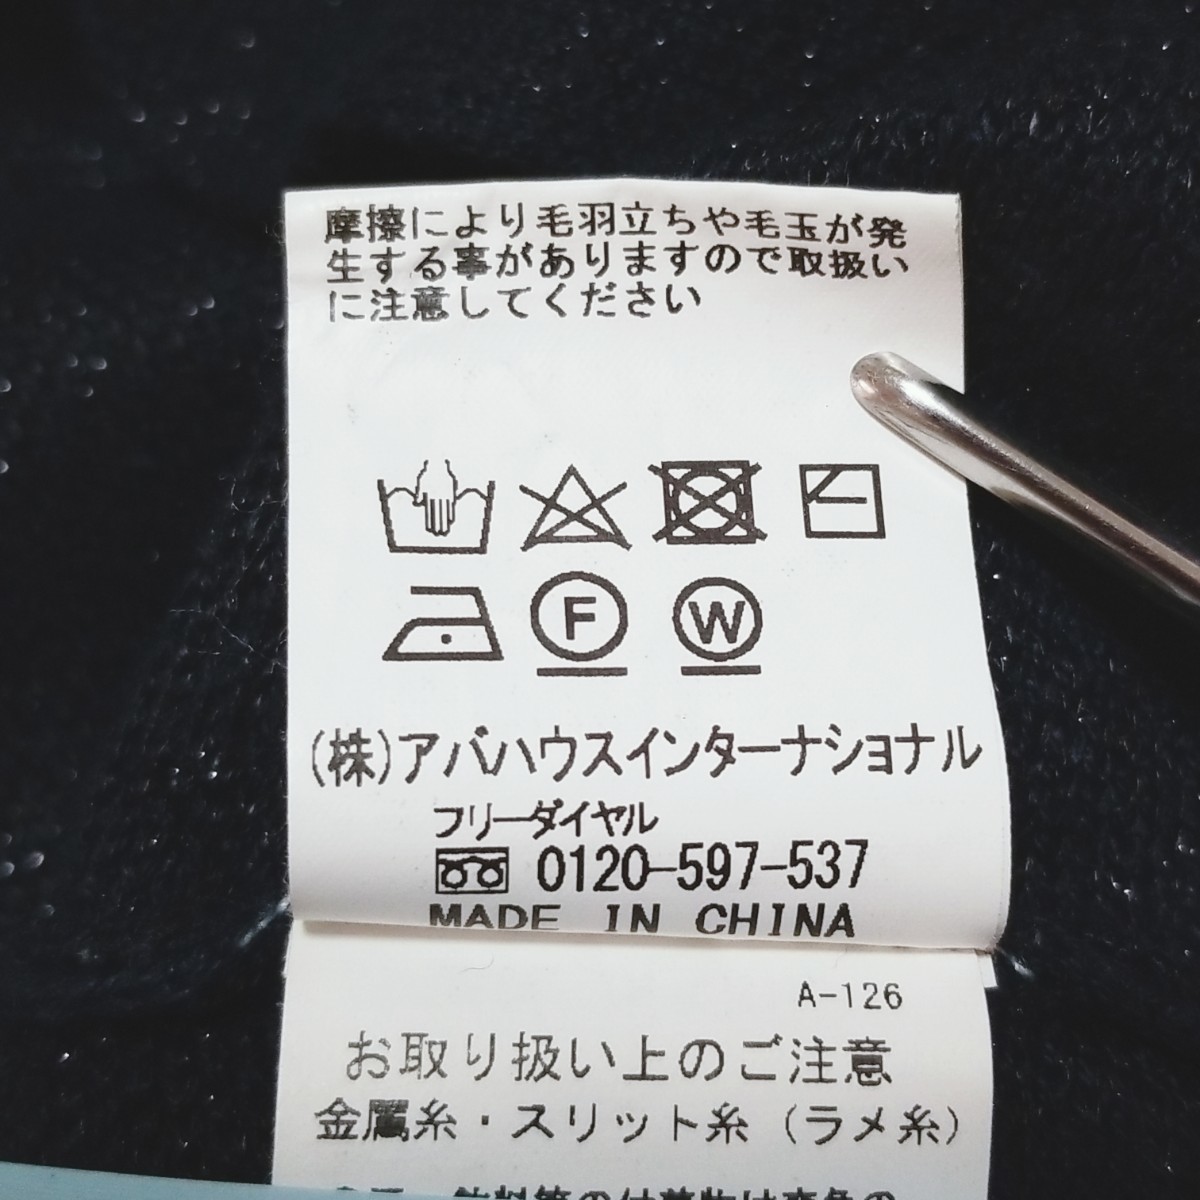 摩擦により毛羽立ちや毛玉が発
生する事がありますので取扱い
に注意してください
F W
(株)アバハウスインターナショナル
フリーダイヤル
0120-597-537
MADE IN CHINA
A-126
お取り扱い上のご注意
金属糸・スリット糸(ラメ糸)